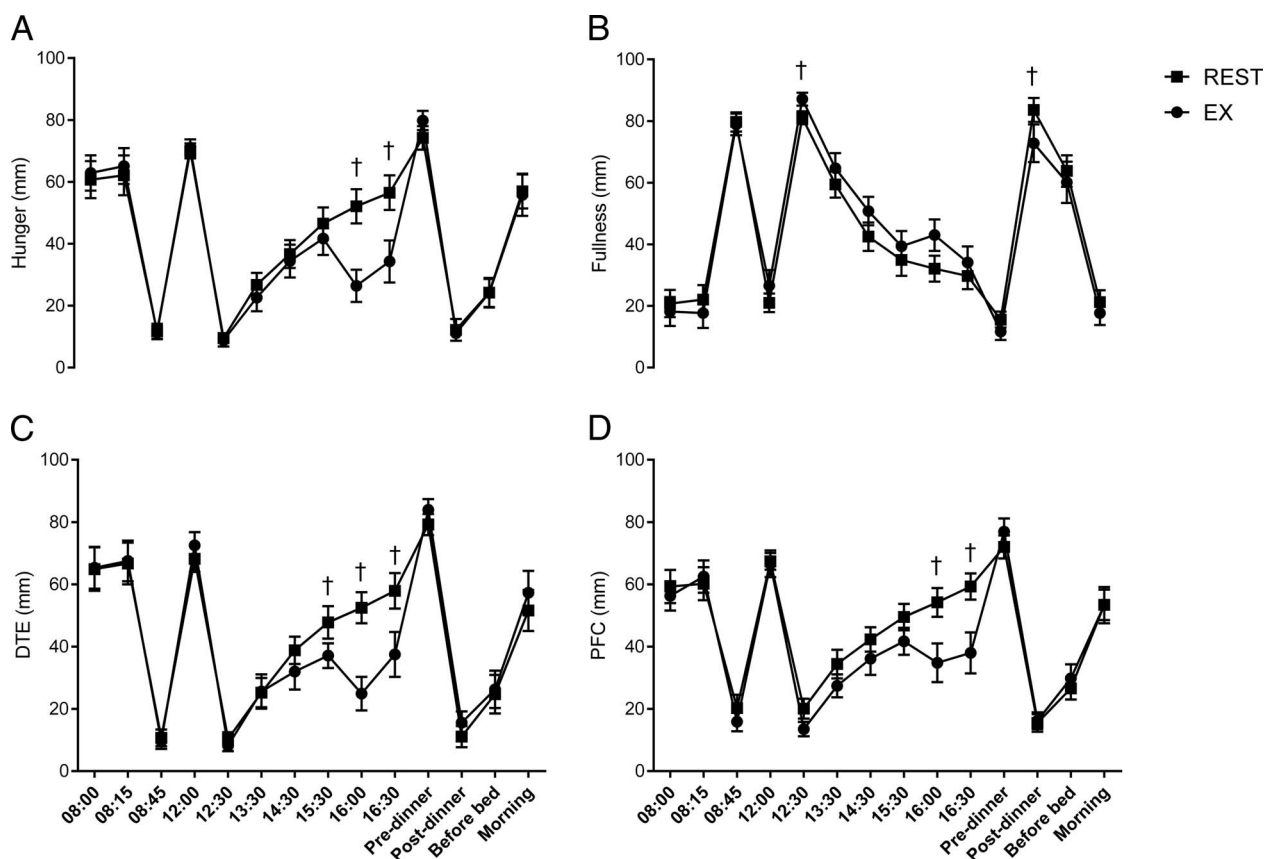 A
B
REST
EX
100
80
60
40
20
0
Hunger (mm)
† †
100
80
60
40
20
0
Fullness (mm)
† †
C
D
100
80
60
40
20
0
DTE (mm)
† † †
08:00 08:15 08:45 12:00 12:30 13:30 14:30 15:30 16:00 16:30 Pre-dinner Post-dinner Before bed Morning
100
80
60
40
20
0
PFC (mm)
† †
08:00 08:15 08:45 12:00 12:30 13:30 14:30 15:30 16:00 16:30 Pre-dinner Post-dinner Before bed Morning